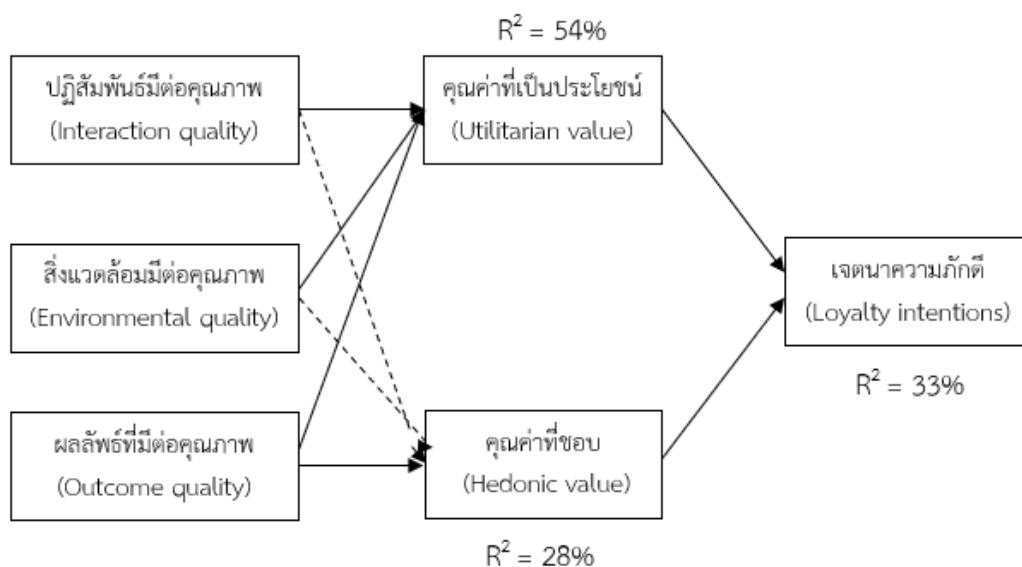 R² = 54%
ปฏิสัมพันธ์มีต่อคุณภาพ
(Interaction quality)
คุณค่าที่เป็นประโยชน์
(Utilitarian value)
สิ่งแวดล้อมมีต่อคุณภาพ
(Environmental quality)
เจตนาความภักดี
(Loyalty intentions)
R² = 33%
ผลลัพธ์ที่มีต่อคุณภาพ
(Outcome quality)
คุณค่าที่ชอบ
(Hedonic value)
R² = 28%